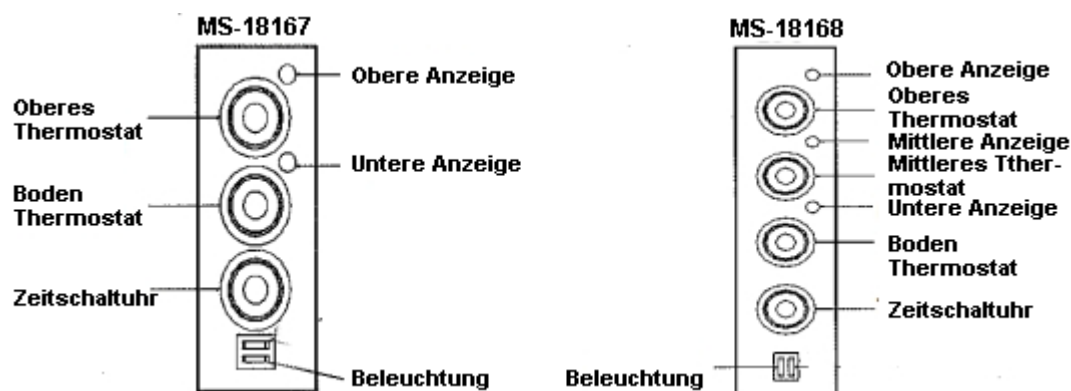 MS-18167
Obere Anzeige
Oberes
Thermostat
Untere Anzeige
Boden
Thermostat
Zeitschaltuhr
Beleuchtung
MS-18168
Obere Anzeige
Oberes
Thermostat
Mittlere Anzeige
Mittleres Tther-
mostat
Untere Anzeige
Boden
Thermostat
Zeitschaltuhr
Beleuchtung